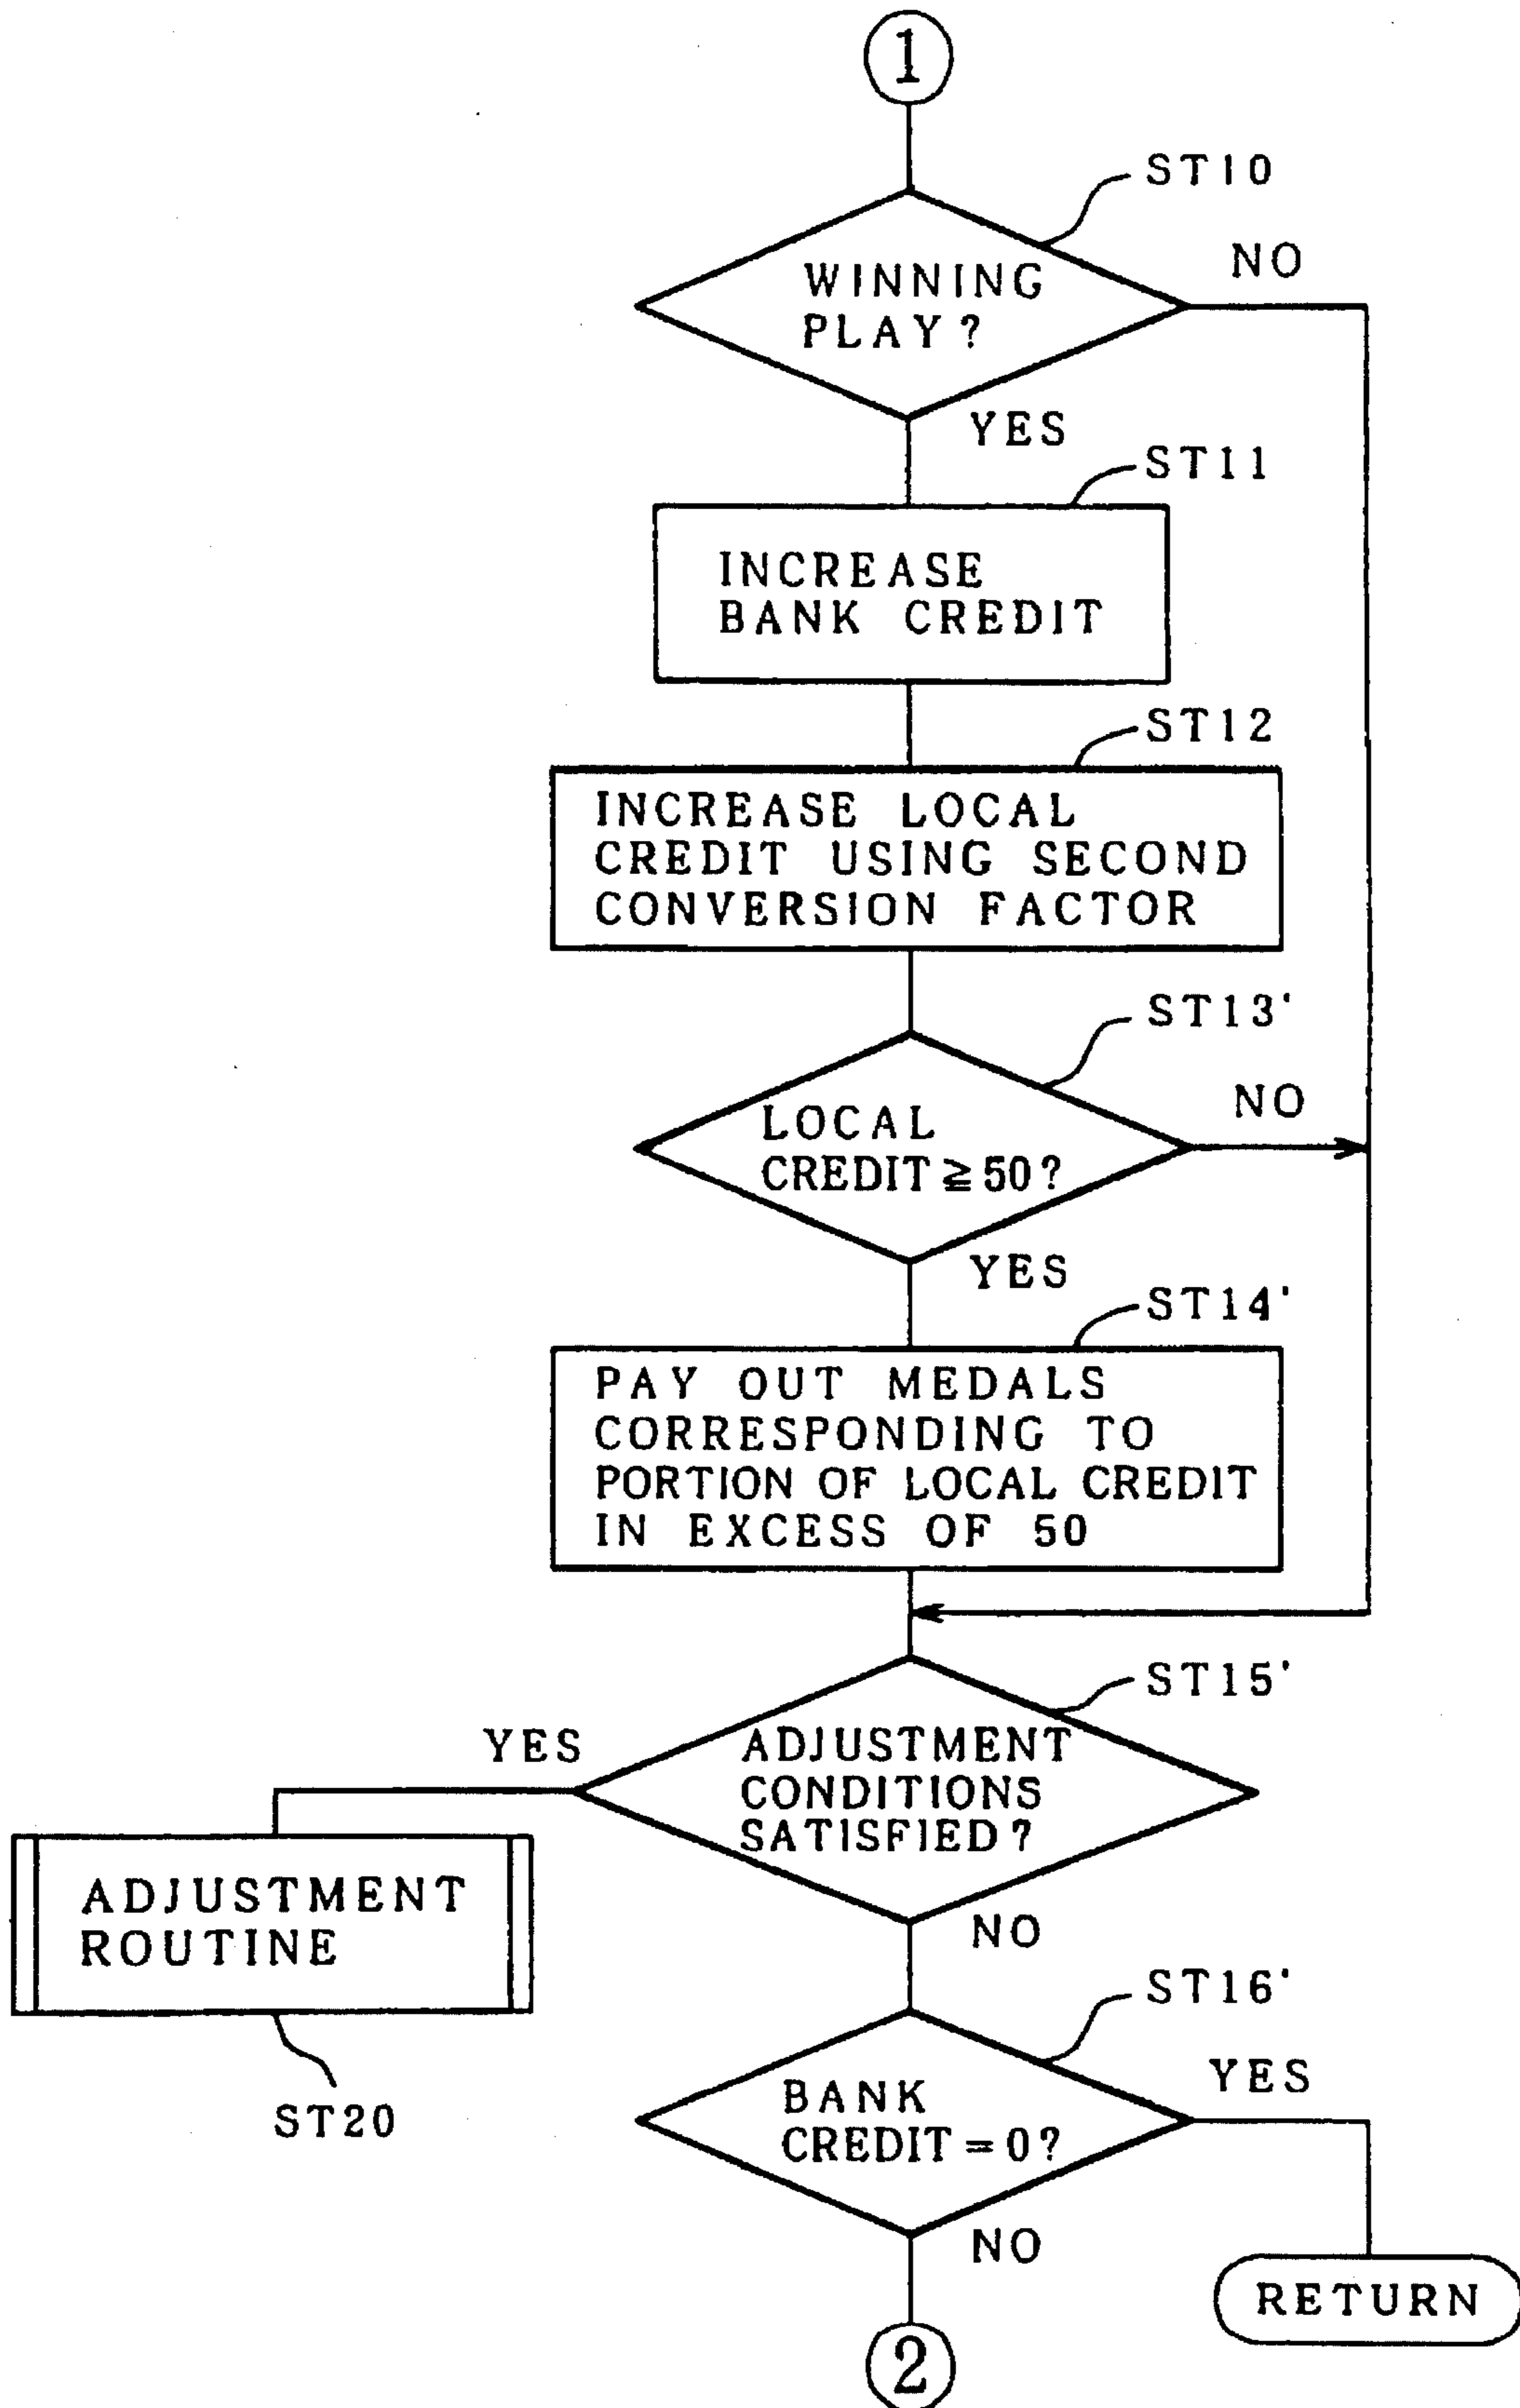 1
ST10
WINNING
PLAY?
NO
YES
ST11
INCREASE
BANK CREDIT
ST12
INCREASE LOCAL
CREDIT USING SECOND
CONVERSION FACTOR
ST13'
LOCAL
CREDIT ≧ 50?
NO
YES
ST14'
PAY OUT MEDALS
CORRESPONDING TO
PORTION OF LOCAL CREDIT
IN EXCESS OF 50
ST15'
YES
ADJUSTMENT
CONDITIONS
SATISFIED?
ADJUSTMENT
ROUTINE
ST20
NO
ST16'
BANK
CREDIT = 0?
YES
NO
RETURN
2